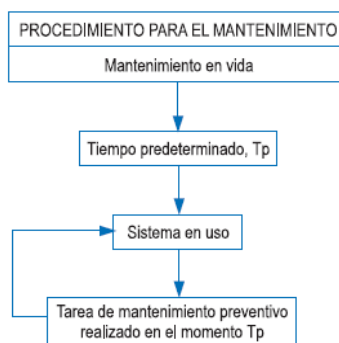 PROCEDIMIENTO PARA EL MANTENIMIENTO
Mantenimiento en vida
Tiempo predeterminado, Tp
Sistema en uso
Tarea de mantenimiento preventivo
realizado en el momento Tp